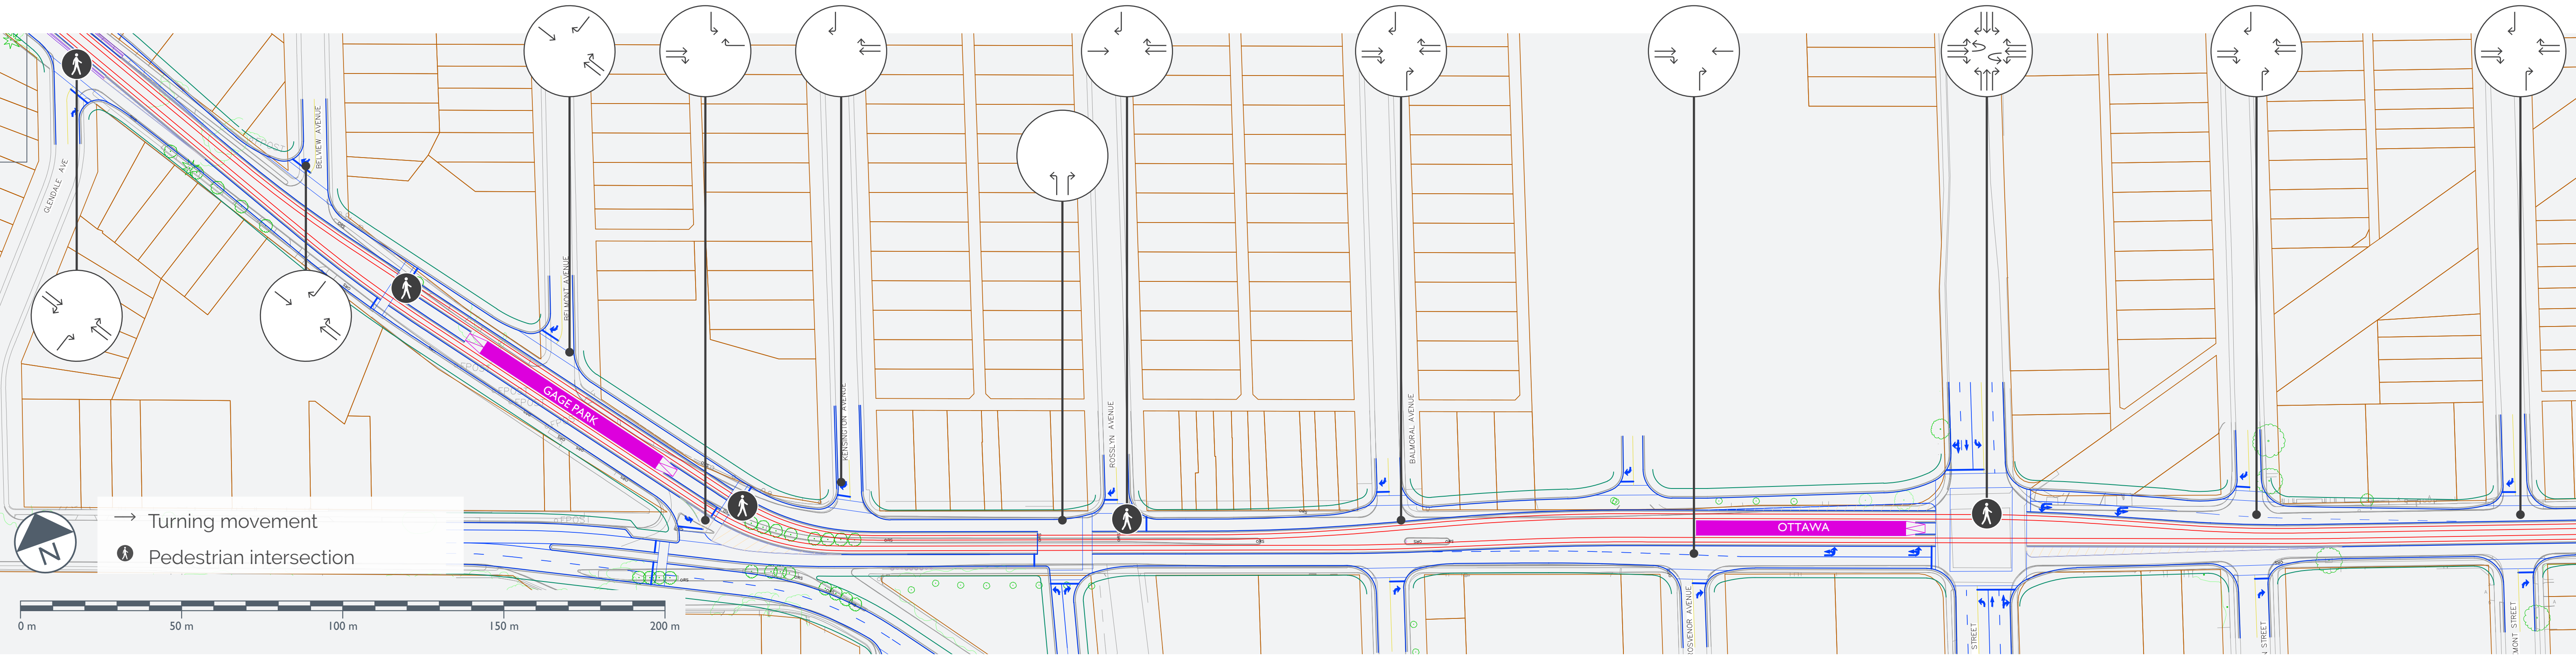 GLENDALE AVE
BELVIEW AVENUE
BELMONT AVENUE
GAGE PARK
KENSINGTON AVENUE
ROSSLYN AVENUE
BALMORAL AVENUE
OTTAWA
OSVENOR AVENUE
STREET
N STREET
MONT STREET
Turning movement
Pedestrian intersection
N
0 m
50 m
100 m
150 m
200 m